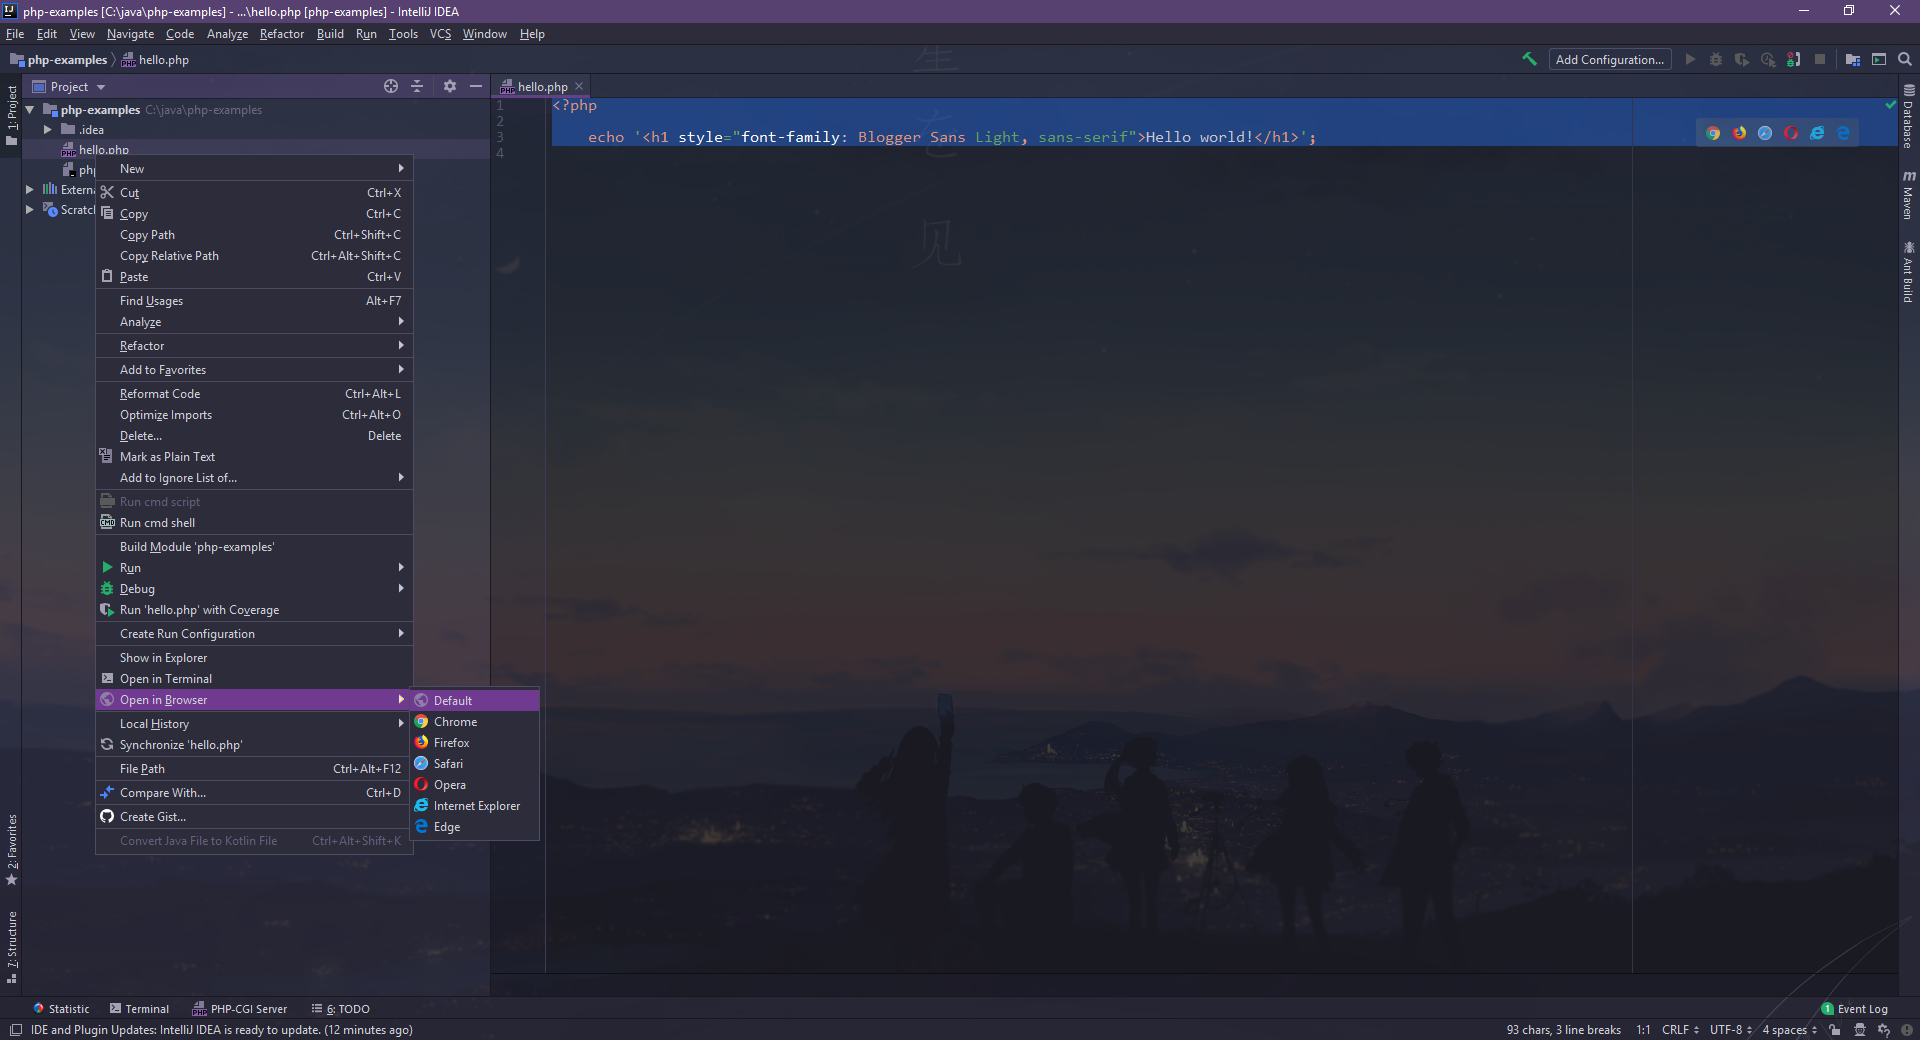 php-examples [C:\java\php-examples] - ...\hello.php [php-examples] - IntelliJ IDEA
File Edit View Navigate Code Analyze Refactor Build Run Tools VCS Window Help
php-examples hello.php
Add Configuration...
Project
hello.php
1: Project
php-examples C:\java\php-examples
.idea
hello.php
php
Externa
Scratcl
1 <?php
2
3 echo '<h1 style="font-family: Blogger Sans Light, sans-serif">Hello world!</h1>';
4
见
New
Cut Ctrl+X
Copy Ctrl+C
Copy Path Ctrl+Shift+C
Copy Relative Path Ctrl+Alt+Shift+C
Paste Ctrl+V
Find Usages Alt+F7
Analyze
Refactor
Add to Favorites
Reformat Code Ctrl+Alt+L
Optimize Imports Ctrl+Alt+O
Delete... Delete
Mark as Plain Text
Add to Ignore List of...
Run cmd script
Run cmd shell
Build Module 'php-examples'
Run
Debug
Run 'hello.php' with Coverage
Create Run Configuration
Show in Explorer
Open in Terminal
Open in Browser
Local History
Synchronize 'hello.php'
File Path Ctrl+Alt+F12
Compare With... Ctrl+D
Create Gist...
Convert Java File to Kotlin File Ctrl+Alt+Shift+K
Default
Chrome
Firefox
Safari
Opera
Internet Explorer
Edge
Database
Maven
Ant Build
2: Favorites
7: Structure
Statistic Terminal PHP-CGI Server 6: TODO
1 Event Log
IDE and Plugin Updates: IntelliJ IDEA is ready to update. (12 minutes ago)
93 chars, 3 line breaks 1:1 CRLF UTF-8 4 spaces